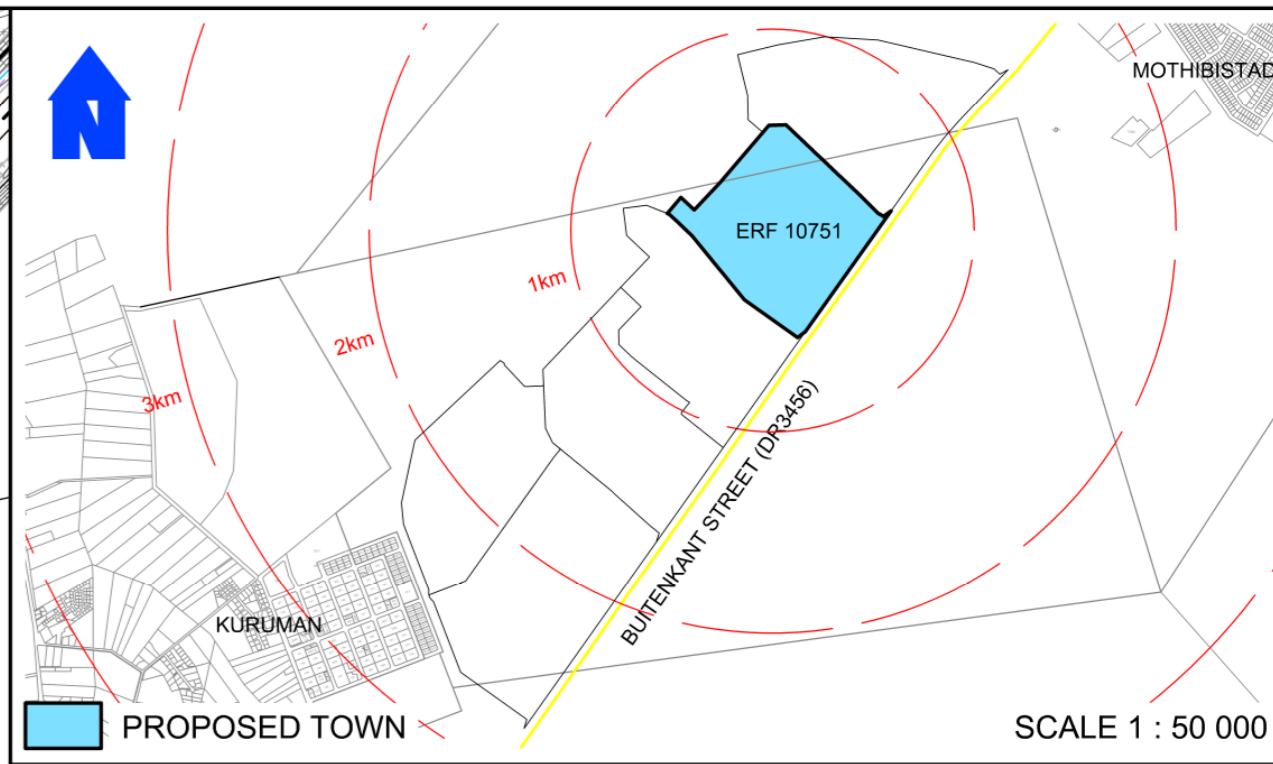 N
MOTHIBISTAD
ERF 10751
1km
2km
3km
BUITENKANT STREET (DR3456)
KURUMAN
PROPOSED TOWN
SCALE 1 : 50 000